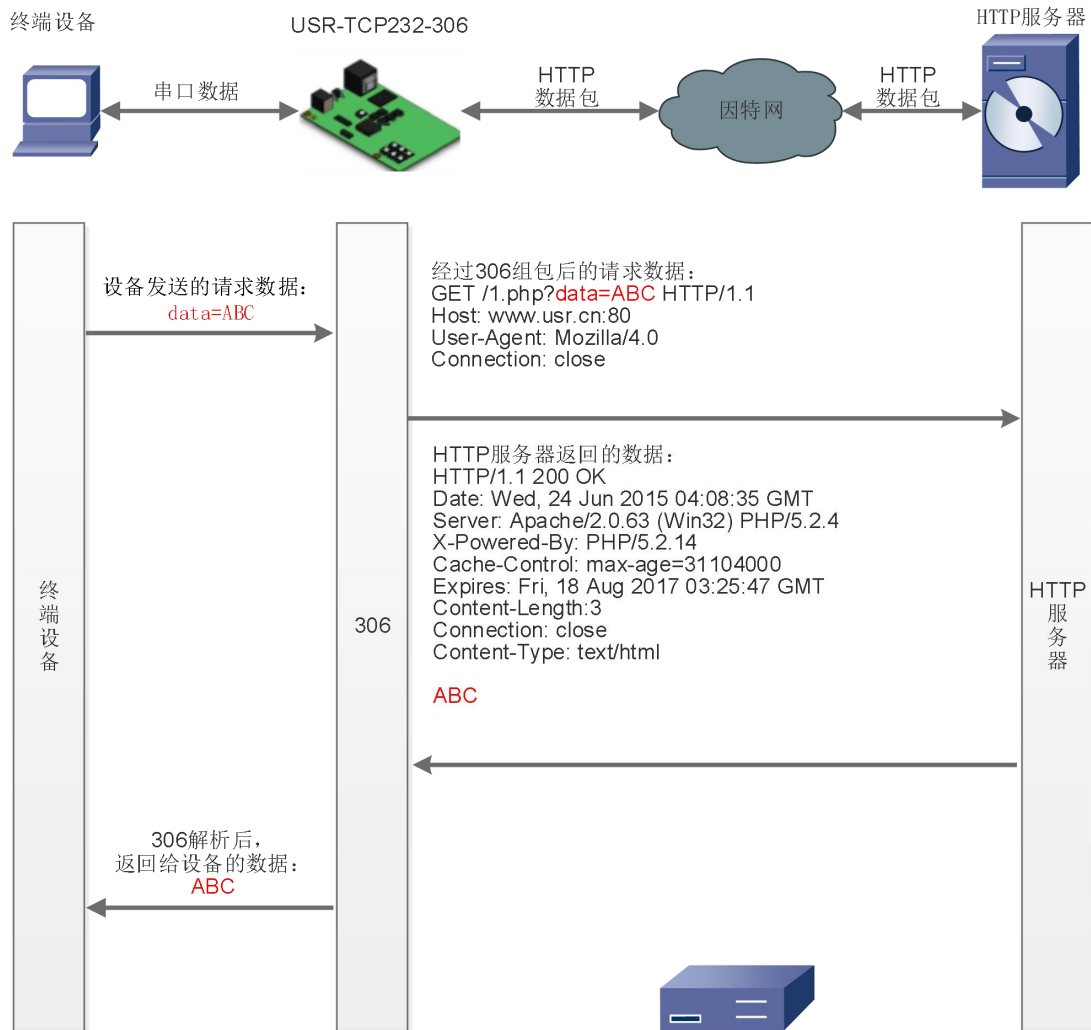 终端设备
USR-TCP232-306
HTTP服务器
串口数据
HTTP
数据包
因特网
HTTP
数据包
设备发送的请求数据：
data=ABC
经过306组包后的请求数据：
GET /1.php?data=ABC HTTP/1.1
Host: www.usr.cn:80
User-Agent: Mozilla/4.0
Connection: close
HTTP服务器返回的数据：
HTTP/1.1 200 OK
Date: Wed, 24 Jun 2015 04:08:35 GMT
Server: Apache/2.0.63 (Win32) PHP/5.2.4
X-Powered-By: PHP/5.2.14
Cache-Control: max-age=31104000
Expires: Fri, 18 Aug 2017 03:25:47 GMT
Content-Length:3
Connection: close
Content-Type: text/html
ABC
终端设备
306
HTTP
服务器
306解析后，
返回给设备的数据：
ABC